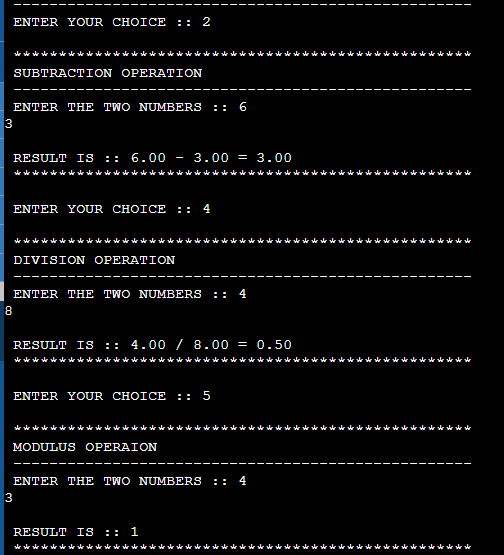 ---------------------------------------------------
ENTER YOUR CHOICE :: 2
***************************************************
SUBTRACTION OPERATION
---------------------------------------------------
ENTER THE TWO NUMBERS :: 6
3
RESULT IS :: 6.00 - 3.00 = 3.00
***************************************************
ENTER YOUR CHOICE :: 4
***************************************************
DIVISION OPERATION
---------------------------------------------------
ENTER THE TWO NUMBERS :: 4
8
RESULT IS :: 4.00 / 8.00 = 0.50
***************************************************
ENTER YOUR CHOICE :: 5
***************************************************
MODULUS OPERAION
---------------------------------------------------
ENTER THE TWO NUMBERS :: 4
3
RESULT IS :: 1
***************************************************